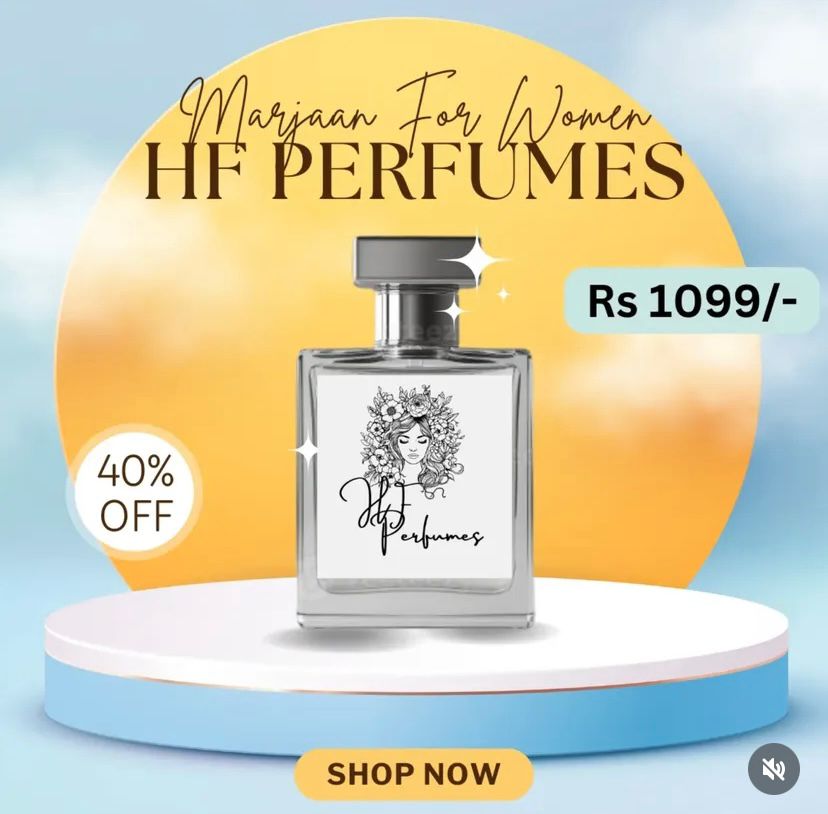 Marjaan For Women
HF PERFUMES
Rs 1099/-
40%
OFF
HF
Perfumes
SHOP NOW